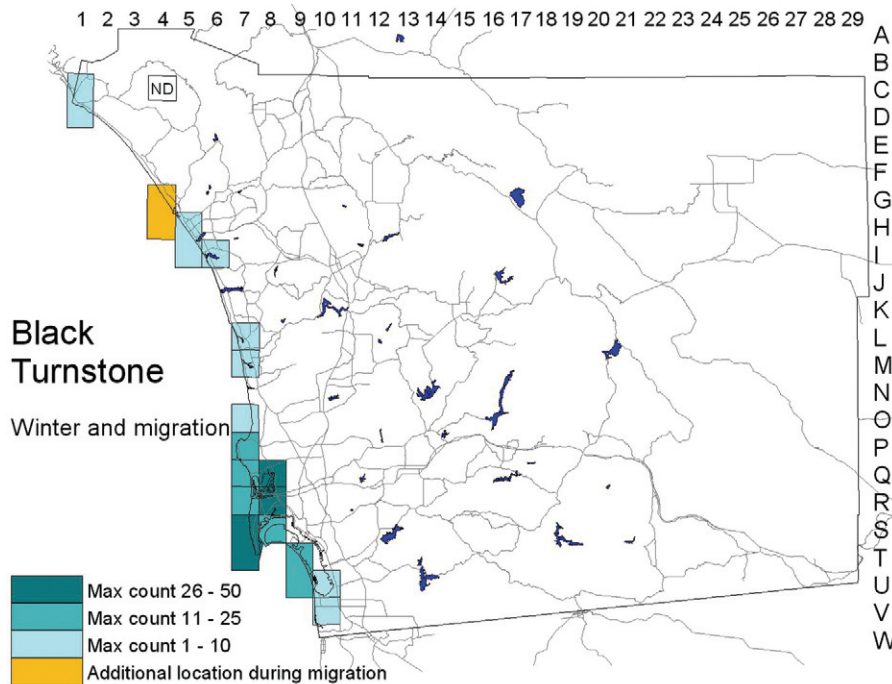 1 2 3 4 5 6 7 8 9 10 11 12 13 14 15 16 17 18 19 20 21 22 23 24 25 26 27 28 29
A
B
C
ND
D
E
F
G
H
I
J
K
L
M
N
O
P
Q
R
S
T
U
V
W
Black
Turnstone
Winter and migration
Max count 26 - 50
Max count 11 - 25
Max count 1 - 10
Additional location during migration